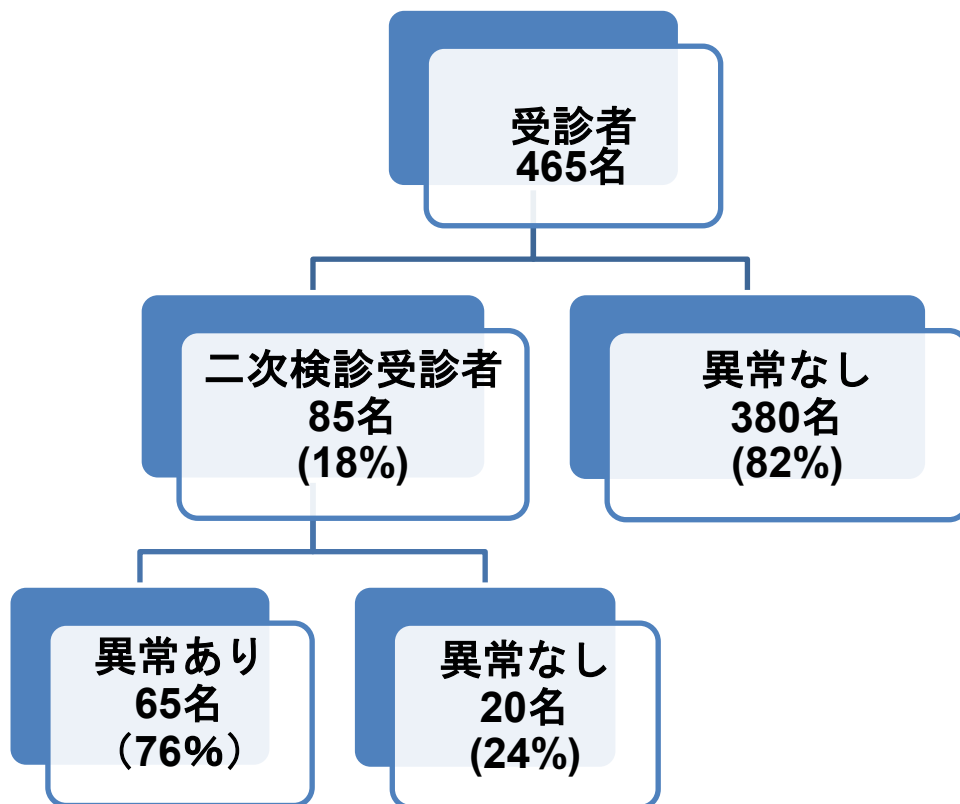 受診者
465名
二次検診受診者
85名
(18%)
異常なし
380名
(82%)
異常あり
65名
（76%）
異常なし
20名
(24%)